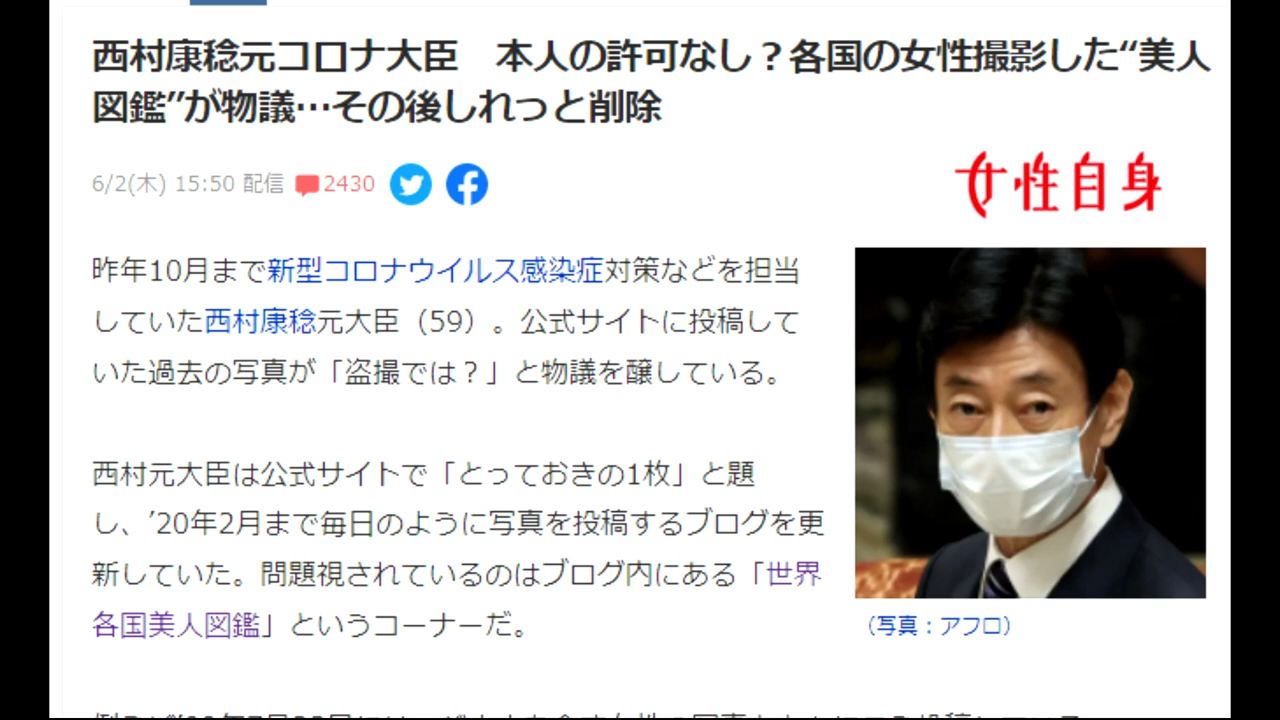 西村康稔元コロナ大臣　本人の許可なし？各国の女性撮影した“美人
図鑑”が物議…その後しれっと削除
6/2(木) 15:50 配信 2430
女性自身
昨年10月まで新型コロナウイルス感染症対策などを担当
していた西村康稔元大臣（59）。公式サイトに投稿して
いた過去の写真が「盗撮では？」と物議を醸している。
西村元大臣は公式サイトで「とっておきの1枚」と題
し、’20年2月まで毎日のように写真を投稿するブログを更
新していた。問題視されているのはブログ内にある「世界
各国美人図鑑」というコーナーだ。
（写真：アフロ）